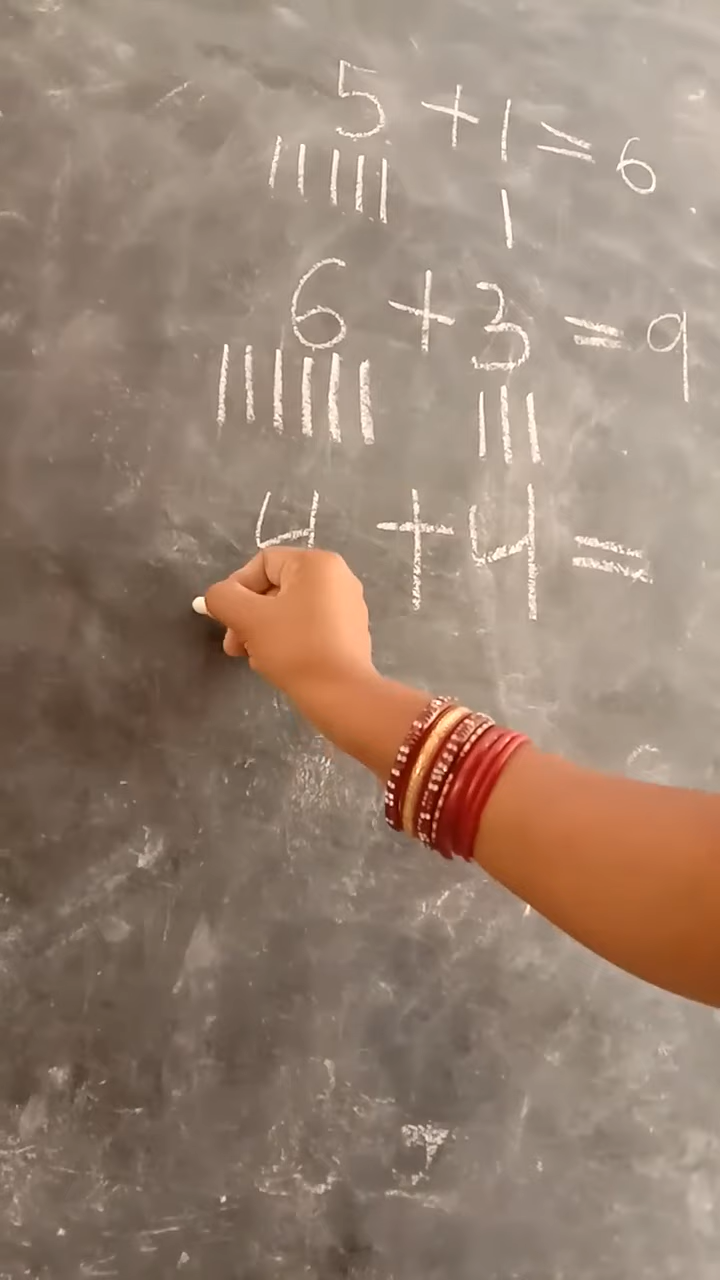 5 + 1 = 6
||||| |
6 + 3 = 9
|||||| |||
4 + 4 =